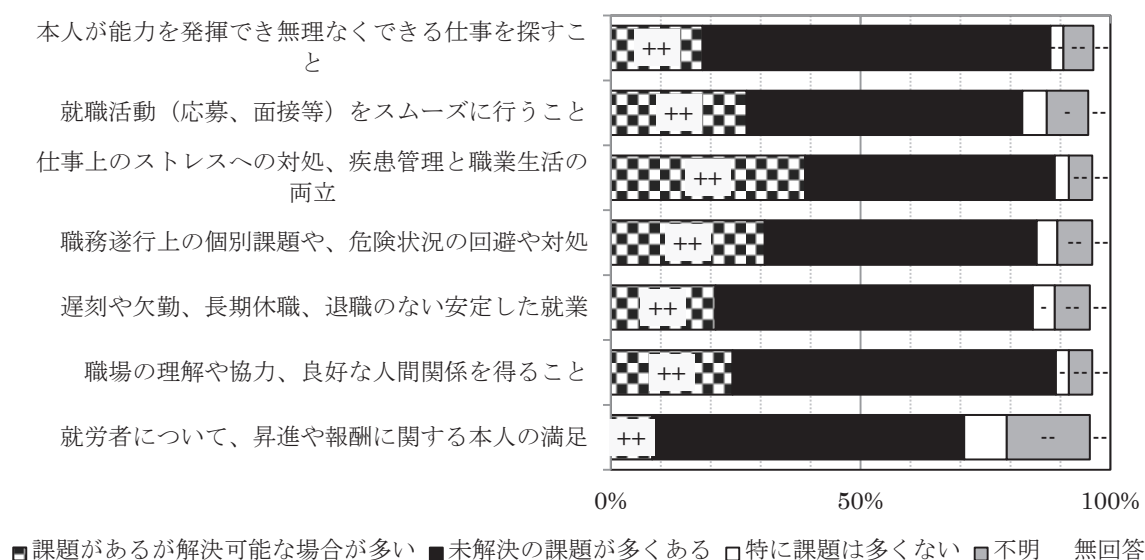 本人が能力を発揮でき無理なくできる仕事を探すこ
と
++ -- -- --
就職活動（応募、面接等）をスムーズに行うこと
++ - --
仕事上のストレスへの対処、疾患管理と職業生活の
両立
++ -- --
職務遂行上の個別課題や、危険状況の回避や対処
++ -- --
遅刻や欠勤、長期休職、退職のない安定した就業
++ - -- --
職場の理解や協力、良好な人間関係を得ること
++ - -- --
就労者について、昇進や報酬に関する本人の満足
++ -- --
0% 50% 100%
課題があるが解決可能な場合が多い 未解決の課題が多くある 特に課題は多くない 不明 無回答